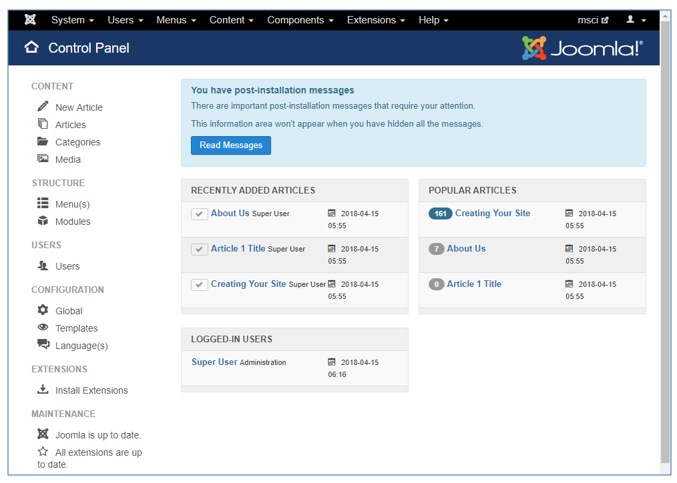 System Users Menus Content Components Extensions Help msci
Control Panel Joomla!®
CONTENT
New Article
Articles
Categories
Media
STRUCTURE
Menu(s)
Modules
USERS
Users
CONFIGURATION
Global
Templates
Language(s)
EXTENSIONS
Install Extensions
MAINTENANCE
Joomla is up to date.
All extensions are up
to date.
You have post-installation messages
There are important post-installation messages that require your attention.
This information area won't appear when you have hidden all the messages.
Read Messages
RECENTLY ADDED ARTICLES
About Us Super User 2018-04-15
05:55
Article 1 Title Super User 2018-04-15
05:55
Creating Your Site Super User 2018-04-15
05:55
POPULAR ARTICLES
161 Creating Your Site 2018-04-15
05:55
7 About Us 2018-04-15
05:55
0 Article 1 Title 2018-04-15
05:55
LOGGED-IN USERS
Super User Administration 2018-04-15
06:16